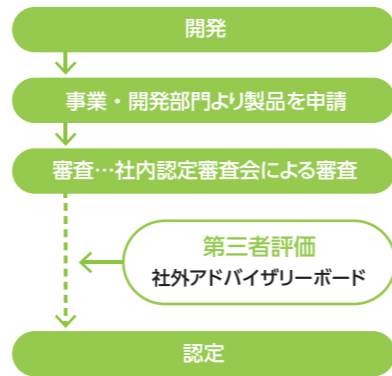 開発
事業・開発部門より製品を申請
審査…社内認定審査会による審査
第三者評価
社外アドバイザリーボード
認定